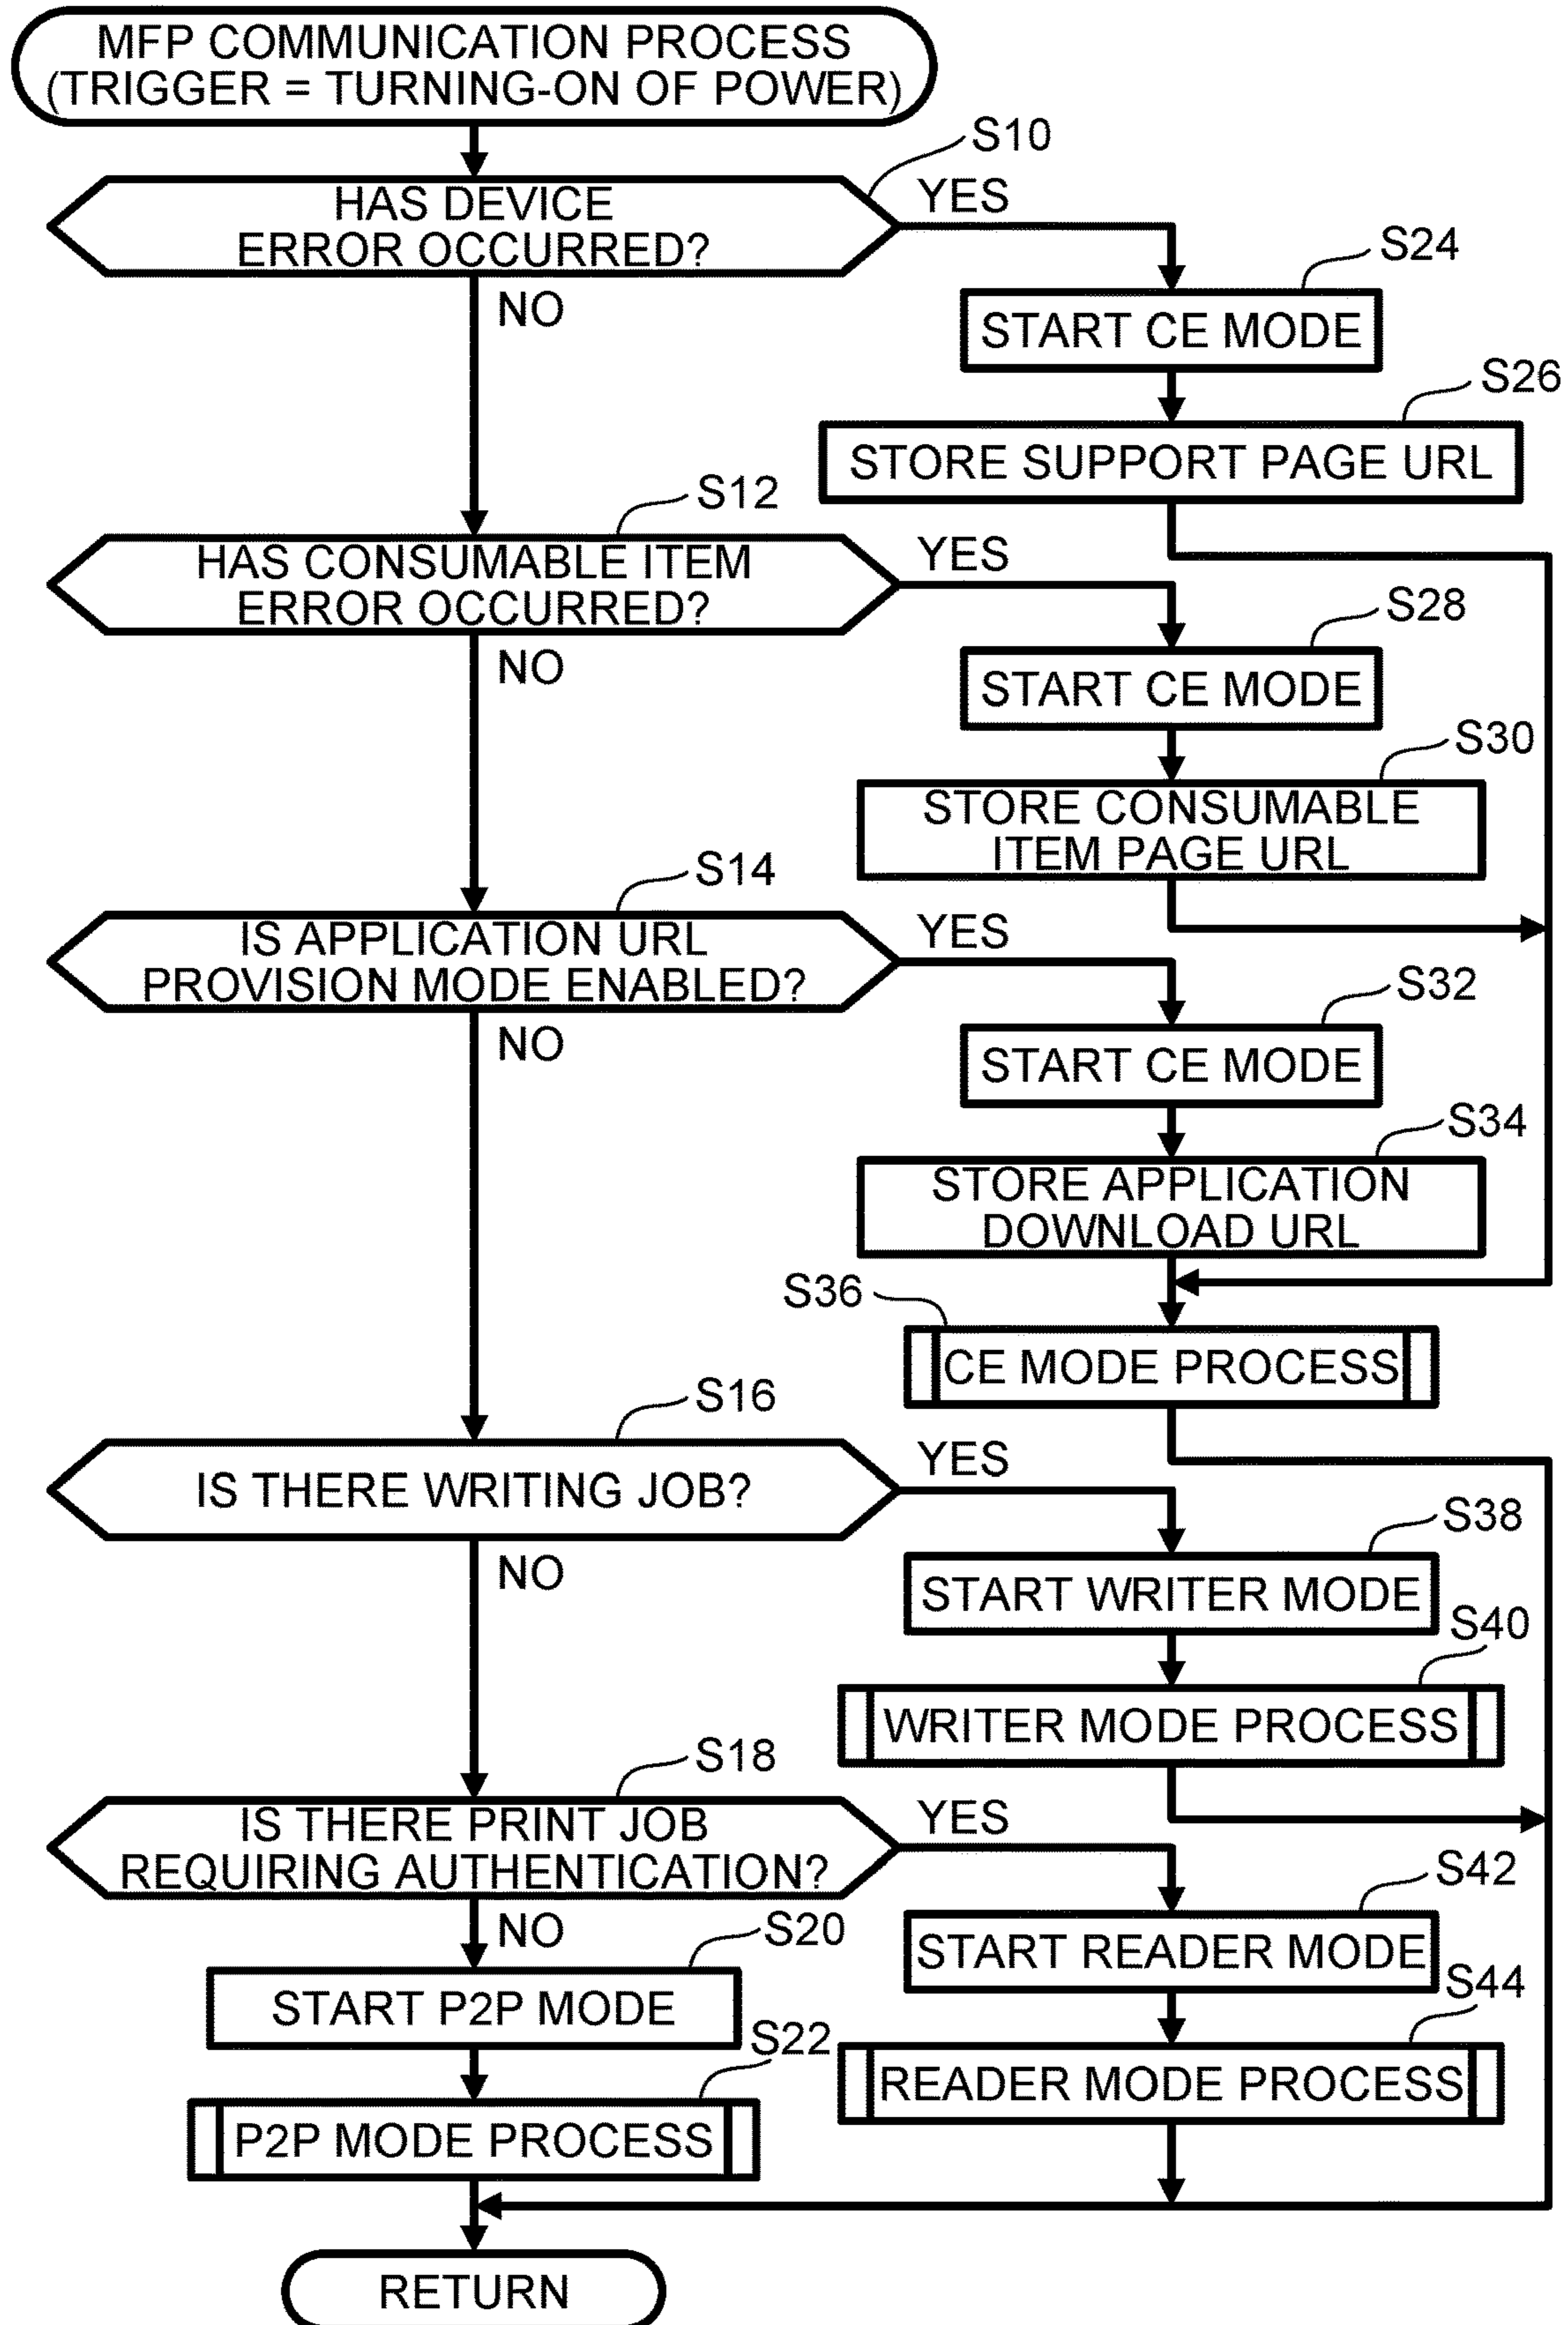 MFP COMMUNICATION PROCESS
(TRIGGER = TURNING-ON OF POWER)
S10
HAS DEVICE
ERROR OCCURRED?
YES
NO
S24
START CE MODE
S26
STORE SUPPORT PAGE URL
S12
HAS CONSUMABLE ITEM
ERROR OCCURRED?
YES
NO
S28
START CE MODE
S30
STORE CONSUMABLE
ITEM PAGE URL
S14
IS APPLICATION URL
PROVISION MODE ENABLED?
YES
NO
S32
START CE MODE
S34
STORE APPLICATION
DOWNLOAD URL
S36
CE MODE PROCESS
S16
IS THERE WRITING JOB?
YES
NO
S38
START WRITER MODE
S40
WRITER MODE PROCESS
S18
IS THERE PRINT JOB
REQUIRING AUTHENTICATION?
YES
NO
S42
START READER MODE
S44
READER MODE PROCESS
S20
START P2P MODE
S22
P2P MODE PROCESS
RETURN